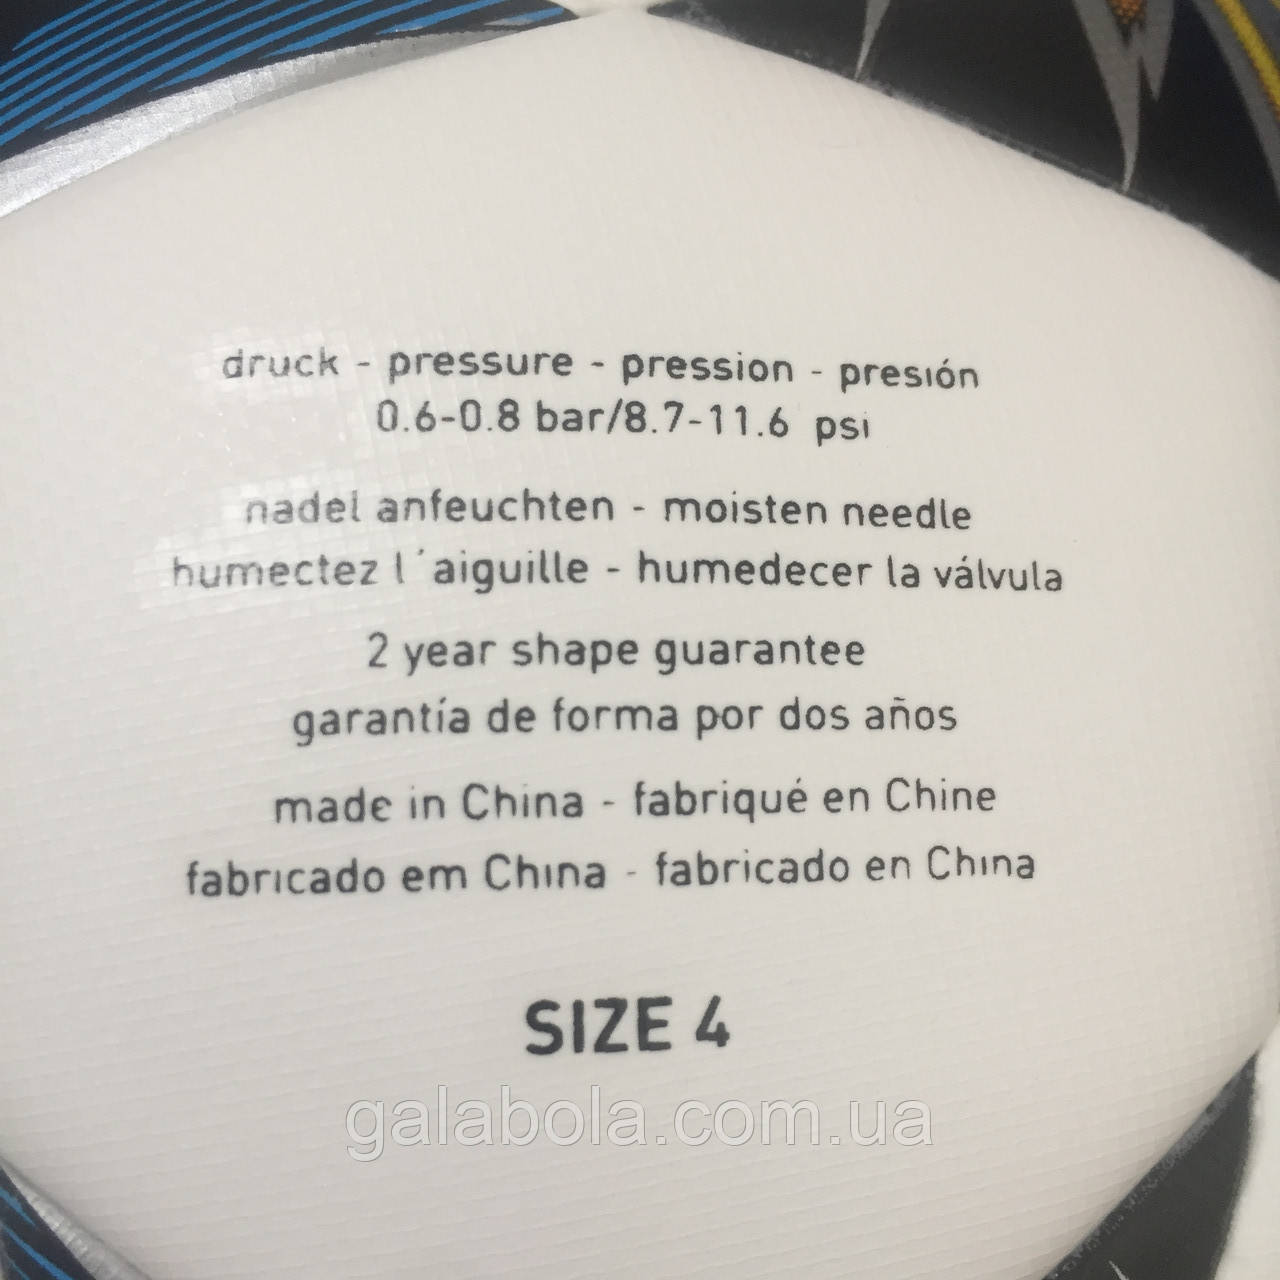 druck - pressure - pression - presión
0.6-0.8 bar/8.7-11.6 psi
nadel anfeuchten - moisten needle
humectez l´aiguille - humedecer la válvula
2 year shape guarantee
garantía de forma por dos años
made in China - fabriqué en Chine
fabricado em China - fabricado en China
SIZE 4
galabola.com.ua